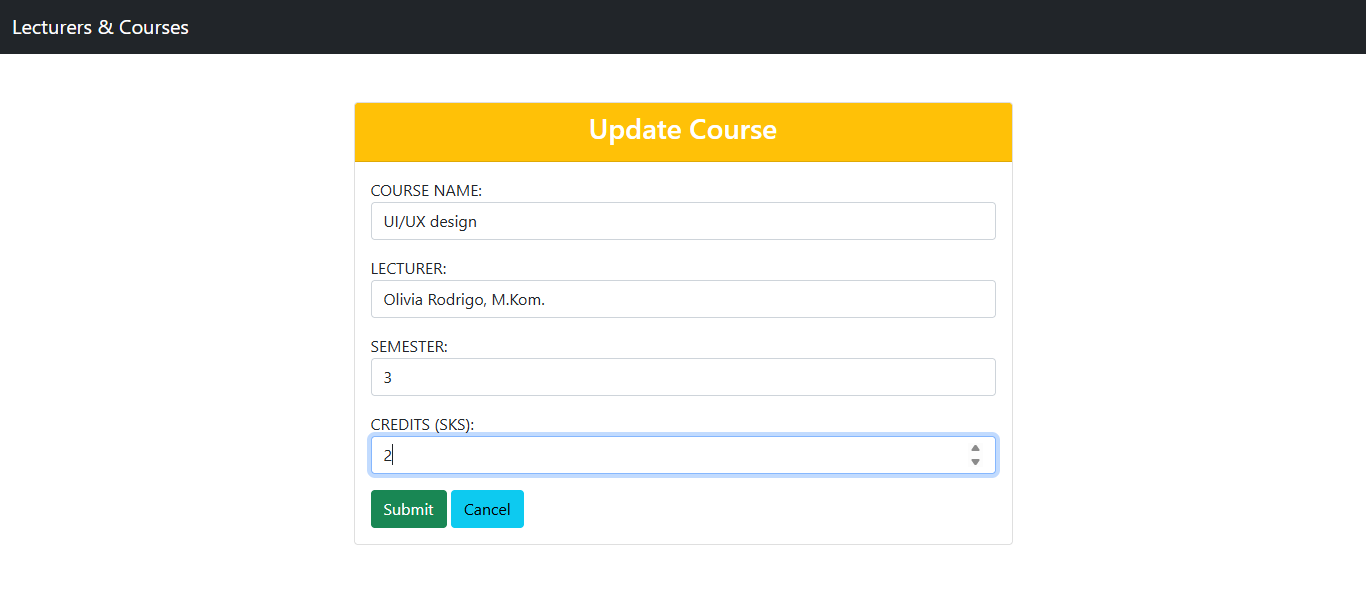 Lecturers & Courses
Update Course
COURSE NAME:
UI/UX design
LECTURER:
Olivia Rodrigo, M.Kom.
SEMESTER:
3
CREDITS (SKS):
2
Submit Cancel